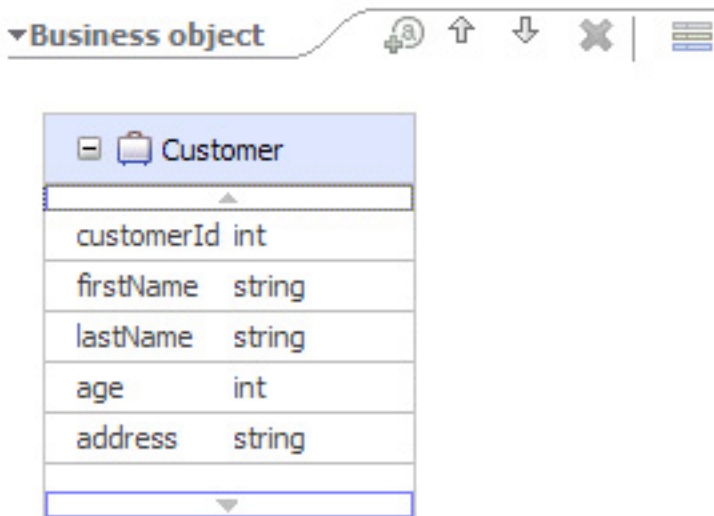 Business object
Customer
customerId int
firstName string
lastName string
age int
address string